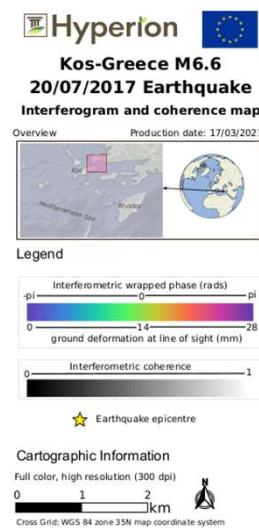 Hyperion
Kos-Greece M6.6
20/07/2017 Earthquake
Interferogram and coherence map
Overview Production date: 17/03/2021
Kos
Rhodes
Mediterranean Sea
Legend
Interferometric wrapped phase (rads)
-pi 0 pi
0 14 28
ground deformation at line of sight (mm)
Interferometric coherence
0 1
Earthquake epicentre
Cartographic Information
Full color, high resolution (300 dpi)
0 1 2 km
N
Cross Grid: WGS 84 zone 35N map coordinate system